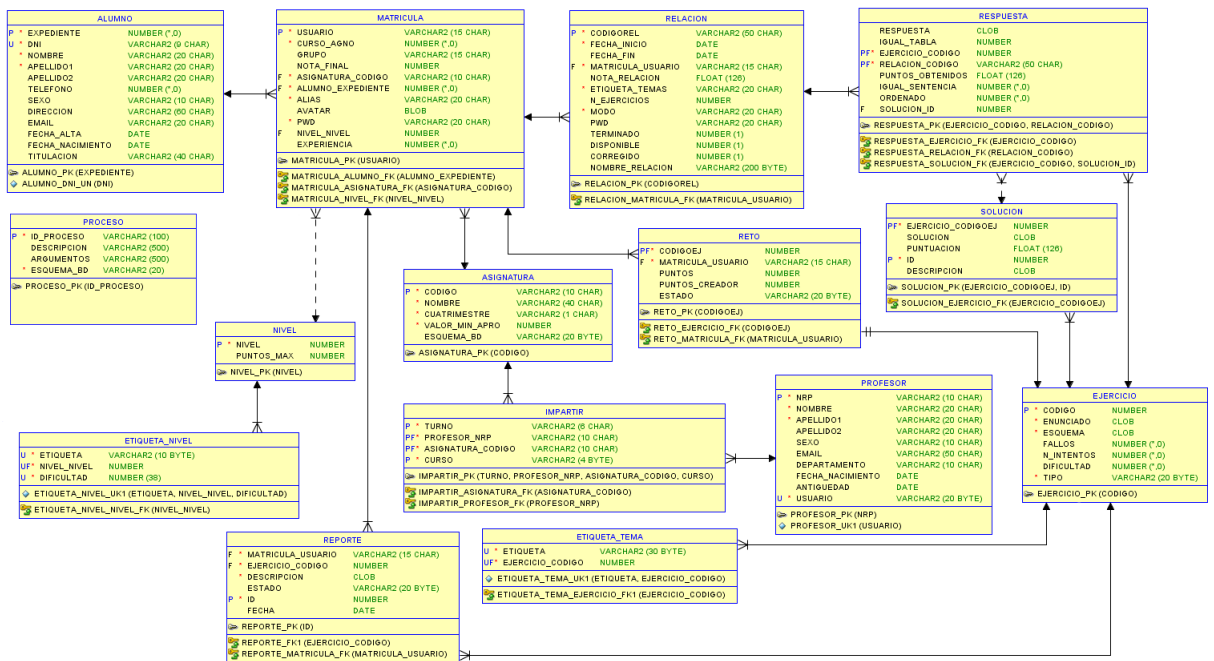 ALUMNO
P * EXPEDIENTE NUMBER (*,0)
U * DNI VARCHAR2 (9 CHAR)
* NOMBRE VARCHAR2 (20 CHAR)
* APELLIDO1 VARCHAR2 (20 CHAR)
APELLIDO2 VARCHAR2 (20 CHAR)
TELEFONO NUMBER (*,0)
SEXO VARCHAR2 (10 CHAR)
DIRECCION VARCHAR2 (60 CHAR)
EMAIL VARCHAR2 (20 CHAR)
FECHA_ALTA DATE
FECHA_NACIMIENTO DATE
TITULACION VARCHAR2 (40 CHAR)
ALUMNO_PK (EXPEDIENTE)
ALUMNO_DNI_UN (DNI)
MATRICULA
P * USUARIO VARCHAR2 (15 CHAR)
* CURSO_AGNO NUMBER (*,0)
GRUPO VARCHAR2 (15 CHAR)
NOTA_FINAL NUMBER
F * ASIGNATURA_CODIGO VARCHAR2 (10 CHAR)
F * ALUMNO_EXPEDIENTE NUMBER (*,0)
* ALIAS VARCHAR2 (20 CHAR)
AVATAR BLOB
* PWD VARCHAR2 (20 CHAR)
F NIVEL_NIVEL NUMBER
EXPERIENCIA NUMBER (*,0)
MATRICULA_PK (USUARIO)
MATRICULA_ALUMNO_FK (ALUMNO_EXPEDIENTE)
MATRICULA_ASIGNATURA_FK (ASIGNATURA_CODIGO)
MATRICULA_NIVEL_FK (NIVEL_NIVEL)
RELACION
P * CODIGOREL VARCHAR2 (50 CHAR)
* FECHA_INICIO DATE
FECHA_FIN DATE
F * MATRICULA_USUARIO VARCHAR2 (15 CHAR)
NOTA_RELACION FLOAT (126)
* ETIQUETA_TEMAS VARCHAR2 (20 CHAR)
N_EJERCICIOS NUMBER
* MODO VARCHAR2 (20 CHAR)
PWD VARCHAR2 (20 CHAR)
TERMINADO NUMBER (1)
DISPONIBLE NUMBER (1)
CORREGIDO NUMBER (1)
NOMBRE_RELACION VARCHAR2 (200 BYTE)
RELACION_PK (CODIGOREL)
RELACION_MATRICULA_FK (MATRICULA_USUARIO)
RESPUESTA
RESPUESTA CLOB
IGUAL_TABLA NUMBER
PF* EJERCICIO_CODIGO NUMBER
PF* RELACION_CODIGO VARCHAR2 (50 CHAR)
PUNTOS_OBTENIDOS FLOAT (126)
IGUAL_SENTENCIA NUMBER (*,0)
ORDENADO NUMBER (*,0)
F SOLUCION_ID NUMBER
RESPUESTA_PK (EJERCICIO_CODIGO, RELACION_CODIGO)
RESPUESTA_EJERCICIO_FK (EJERCICIO_CODIGO)
RESPUESTA_RELACION_FK (RELACION_CODIGO)
RESPUESTA_SOLUCION_FK (EJERCICIO_CODIGO, SOLUCION_ID)
PROCESO
P * ID_PROCESO VARCHAR2 (100)
DESCRIPCION VARCHAR2 (500)
ARGUMENTOS VARCHAR2 (500)
* ESQUEMA_BD VARCHAR2 (20)
PROCESO_PK (ID_PROCESO)
SOLUCION
PF* EJERCICIO_CODIGOEJ NUMBER
SOLUCION CLOB
PUNTUACION FLOAT (126)
P * ID NUMBER
DESCRIPCION CLOB
SOLUCION_PK (EJERCICIO_CODIGOEJ, ID)
SOLUCION_EJERCICIO_FK (EJERCICIO_CODIGOEJ)
RETO
PF* CODIGOEJ NUMBER
F * MATRICULA_USUARIO VARCHAR2 (15 CHAR)
PUNTOS NUMBER
PUNTOS_CREADOR NUMBER
ESTADO VARCHAR2 (20 BYTE)
RETO_PK (CODIGOEJ)
RETO_EJERCICIO_FK (CODIGOEJ)
RETO_MATRICULA_FK (MATRICULA_USUARIO)
ASIGNATURA
P * CODIGO VARCHAR2 (10 CHAR)
* NOMBRE VARCHAR2 (40 CHAR)
* CUATRIMESTRE VARCHAR2 (1 CHAR)
* VALOR_MIN_APRO NUMBER
ESQUEMA_BD VARCHAR2 (20 BYTE)
ASIGNATURA_PK (CODIGO)
NIVEL
P * NIVEL NUMBER
PUNTOS_MAX NUMBER
NIVEL_PK (NIVEL)
ETIQUETA_NIVEL
U * ETIQUETA VARCHAR2 (10 BYTE)
UF* NIVEL_NIVEL NUMBER
U * DIFICULTAD NUMBER (38)
ETIQUETA_NIVEL_UK1 (ETIQUETA, NIVEL_NIVEL, DIFICULTAD)
ETIQUETA_NIVEL_NIVEL_FK (NIVEL_NIVEL)
IMPARTIR
P * TURNO VARCHAR2 (6 CHAR)
PF* PROFESOR_NRP VARCHAR2 (10 CHAR)
PF* ASIGNATURA_CODIGO VARCHAR2 (10 CHAR)
P * CURSO VARCHAR2 (4 BYTE)
IMPARTIR_PK (TURNO, PROFESOR_NRP, ASIGNATURA_CODIGO, CURSO)
IMPARTIR_ASIGNATURA_FK (ASIGNATURA_CODIGO)
IMPARTIR_PROFESOR_FK (PROFESOR_NRP)
PROFESOR
P * NRP VARCHAR2 (10 CHAR)
* NOMBRE VARCHAR2 (20 CHAR)
* APELLIDO1 VARCHAR2 (20 CHAR)
APELLIDO2 VARCHAR2 (20 CHAR)
SEXO VARCHAR2 (10 CHAR)
EMAIL VARCHAR2 (50 CHAR)
DEPARTAMENTO VARCHAR2 (10 CHAR)
FECHA_NACIMIENTO DATE
ANTIGUEDAD DATE
U * USUARIO VARCHAR2 (20 BYTE)
PROFESOR_PK (NRP)
PROFESOR_UK1 (USUARIO)
EJERCICIO
P * CODIGO NUMBER
* ENUNCIADO CLOB
* ESQUEMA CLOB
FALLOS NUMBER (*,0)
N_INTENTOS NUMBER (*,0)
DIFICULTAD NUMBER (*,0)
* TIPO VARCHAR2 (20 BYTE)
EJERCICIO_PK (CODIGO)
REPORTE
F * MATRICULA_USUARIO VARCHAR2 (15 CHAR)
F * EJERCICIO_CODIGO NUMBER
* DESCRIPCION CLOB
ESTADO VARCHAR2 (20 BYTE)
P * ID NUMBER
FECHA DATE
REPORTE_PK (ID)
REPORTE_FK1 (EJERCICIO_CODIGO)
REPORTE_MATRICULA_FK (MATRICULA_USUARIO)
ETIQUETA_TEMA
U * ETIQUETA VARCHAR2 (30 BYTE)
UF* EJERCICIO_CODIGO NUMBER
ETIQUETA_TEMA_UK1 (ETIQUETA, EJERCICIO_CODIGO)
ETIQUETA_TEMA_EJERCICIO_FK1 (EJERCICIO_CODIGO)